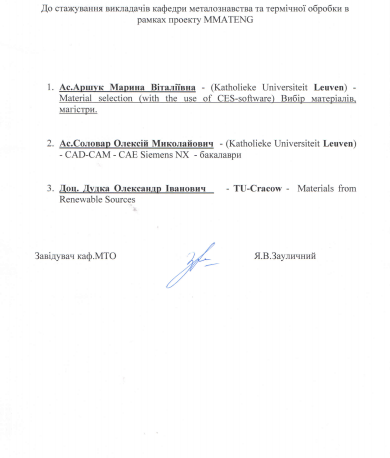 До стажування викладачів кафедри металознавства та термічної обробки в
рамках проекту MMATENG
1. Ас.Аршук Марина Віталіївна - (Katholieke Universiteit Leuven) -
Material selection (with the use of CES-software) Вибір матеріалів,
магістри.
2. Ас.Соловар Олексій Миколайович - (Katholieke Universiteit Leuven)
- CAD-CAM - CAE Siemens NX - бакалаври
3. Доц. Дудка Олександр Іванович - TU-Cracow - Materials from
Renewable Sources
Завідувач каф.МТО Я.В.Зауличний